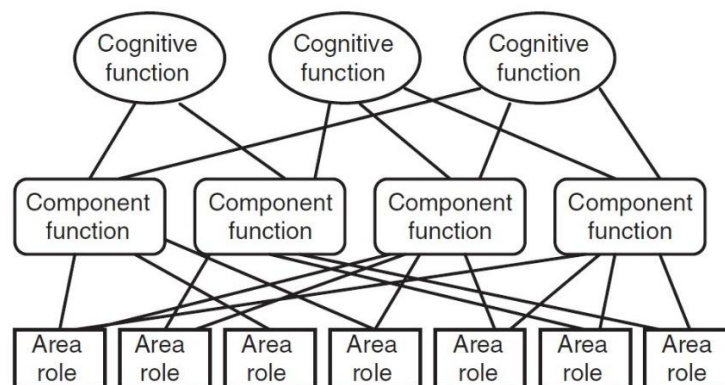 Cognitive
function
Cognitive
function
Cognitive
function
Component
function
Component
function
Component
function
Component
function
Area
role
Area
role
Area
role
Area
role
Area
role
Area
role
Area
role